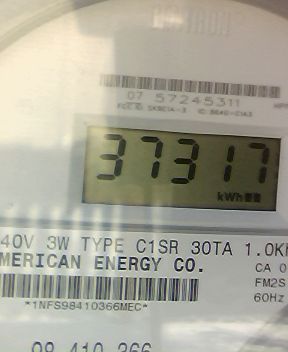 07 57245311
37317
kWh
40V 3W TYPE C1SR 30TA 1.0K
MERICAN ENERGY CO.
CA 0
FM2S
60Hz
*1NFS98410366MEC*
98 410 366